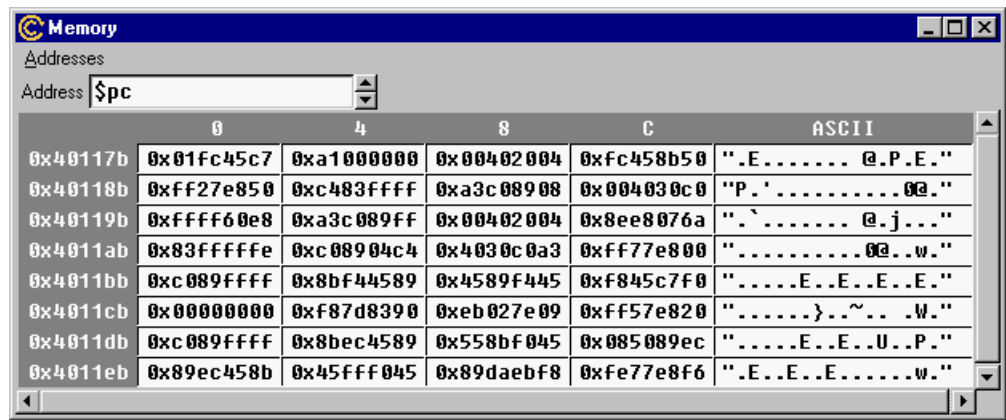 Memory
Addresses
Address $pc
0 4 8 C ASCII
0x40117b 0x01fc45c7 0xa1000000 0x00402004 0xfc458b50 ".E....... @.P.E."
0x40118b 0xff27e850 0xc483ffff 0xa3c08908 0x004030c0 "P.'..........0@."
0x40119b 0xffff60e8 0xa3c089ff 0x00402004 0x8ee8076a ".`....... @.j..."
0x4011ab 0x83fffffe 0xc08904c4 0x4030c0a3 0xff77e800 "..........0@..w."
0x4011bb 0xc089ffff 0x8bf44589 0x4589f445 0xf845c7f0 ".....E..E..E..E."
0x4011cb 0x00000000 0xf87d8390 0xeb027e09 0xff57e820 "......}..~.. .W."
0x4011db 0xc089ffff 0x8bec4589 0x558bf045 0x085089ec ".....E..E..U..P."
0x4011eb 0x89ec458b 0x45fff045 0x89daebf8 0xfe77e8f6 ".E..E..E......w."